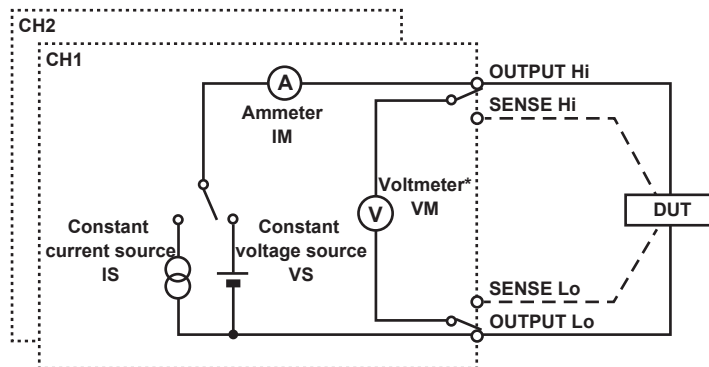 CH2
CH1
OUTPUT Hi
A
SENSE Hi
Ammeter
IM
Voltmeter*
VM
V
DUT
Constant
current source
IS
Constant
voltage source
VS
SENSE Lo
OUTPUT Lo